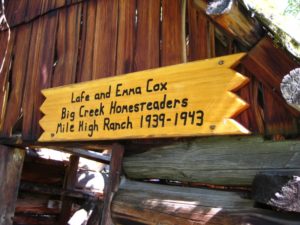 Lafe and Emma Cox
Big Creek Homesteaders
Mile High Ranch 1939-1943